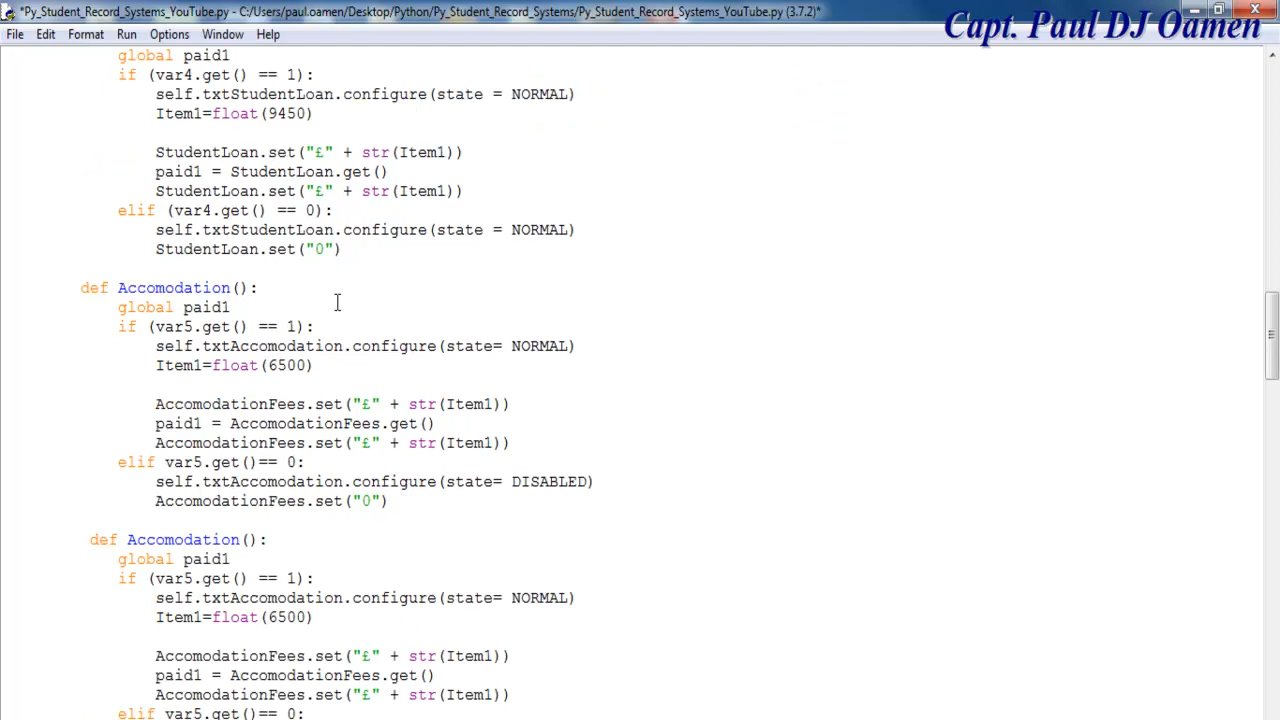 *Py_Student_Record_Systems_YouTube.py - C:/Users/paul.oamen/Desktop/Python/Py_Student_Record_Systems/Py_Student_Record_Systems_YouTube.py (3.7.2)*
Capt. Paul DJ Oamen
File Edit Format Run Options Window Help
global paid1
if (var4.get() == 1):
self.txtStudentLoan.configure(state = NORMAL)
Item1=float(9450)
StudentLoan.set("£" + str(Item1))
paid1 = StudentLoan.get()
StudentLoan.set("£" + str(Item1))
elif (var4.get() == 0):
self.txtStudentLoan.configure(state = NORMAL)
StudentLoan.set("0")
def Accomodation():
global paid1
if (var5.get() == 1):
self.txtAccomodation.configure(state= NORMAL)
Item1=float(6500)
AccomodationFees.set("£" + str(Item1))
paid1 = AccomodationFees.get()
AccomodationFees.set("£" + str(Item1))
elif var5.get()== 0:
self.txtAccomodation.configure(state= DISABLED)
AccomodationFees.set("0")
def Accomodation():
global paid1
if (var5.get() == 1):
self.txtAccomodation.configure(state= NORMAL)
Item1=float(6500)
AccomodationFees.set("£" + str(Item1))
paid1 = AccomodationFees.get()
AccomodationFees.set("£" + str(Item1))
elif var5.get()== 0: